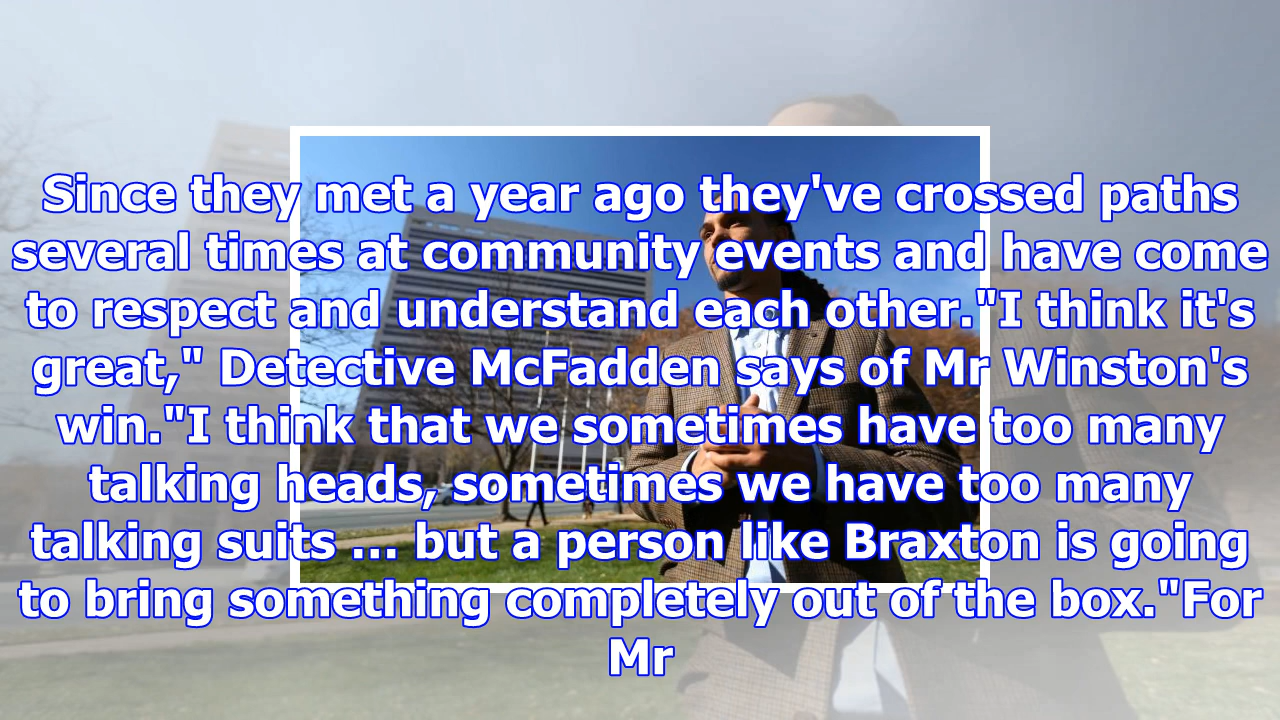 Since they met a year ago they've crossed paths
several times at community events and have come
to respect and understand each other."I think it's
great," Detective McFadden says of Mr Winston's
win."I think that we sometimes have too many
talking heads, sometimes we have too many
talking suits ... but a person like Braxton is going
to bring something completely out of the box."For
Mr